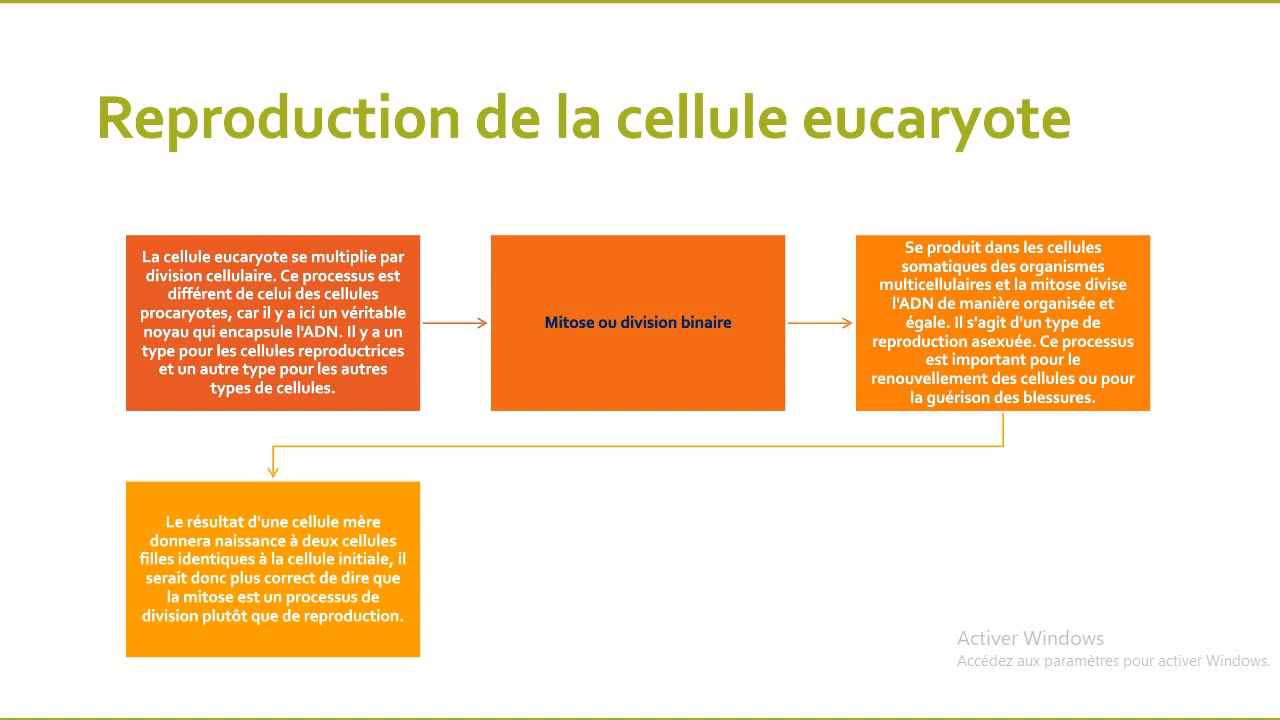 Reproduction de la cellule eucaryote
La cellule eucaryote se multiplie par
division cellulaire. Ce processus est
différent de celui des cellules
procaryotes, car il y a ici un véritable
noyau qui encapsule l'ADN. Il y a un
type pour les cellules reproductrices
et un autre type pour les autres
types de cellules.
Mitose ou division binaire
Se produit dans les cellules
somatiques des organismes
multicellulaires et la mitose divise
l'ADN de manière organisée et
égale. Il s'agit d'un type de
reproduction asexuée. Ce processus
est important pour le
renouvellement des cellules ou pour
la guérison des blessures.
Le résultat d'une cellule mère
donnera naissance à deux cellules
filles identiques à la cellule initiale, il
serait donc plus correct de dire que
la mitose est un processus de
division plutôt que de reproduction.
Activer Windows
Accédez aux paramètres pour activer Windows.